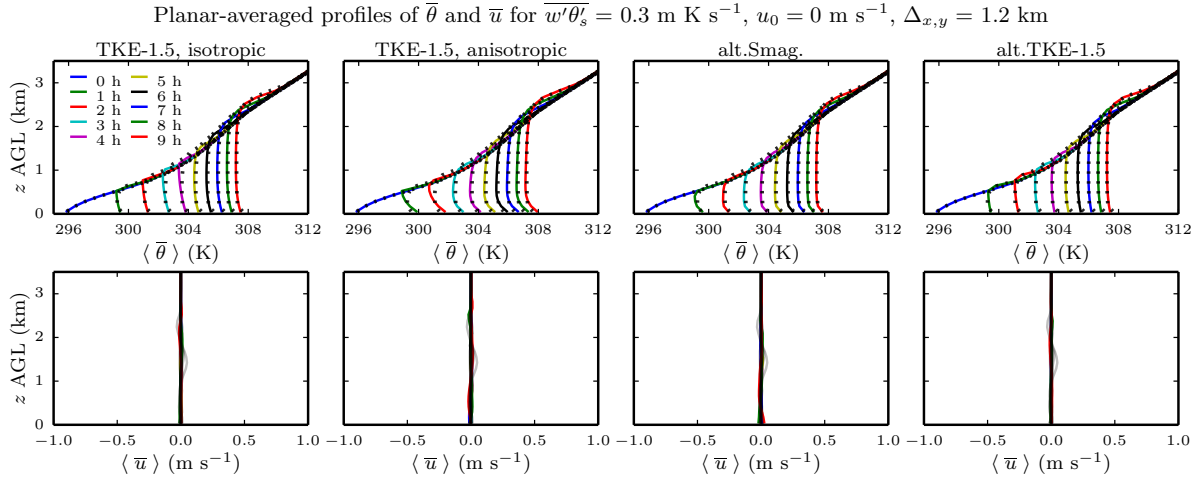 Planar-averaged profiles of θ̅ and u̅ for \overline{w′θ′_s} = 0.3 m K s⁻¹, u₀ = 0 m s⁻¹, Δ_{x,y} = 1.2 km
TKE-1.5, isotropic
TKE-1.5, anisotropic
alt.Smag.
alt.TKE-1.5
z AGL (km)
3
2
1
0
0 h 5 h
1 h 6 h
2 h 7 h
3 h 8 h
4 h 9 h
296 300 304 308 312
296 300 304 308 312
296 300 304 308 312
296 300 304 308 312
⟨ θ̅ ⟩ (K)
⟨ θ̅ ⟩ (K)
⟨ θ̅ ⟩ (K)
⟨ θ̅ ⟩ (K)
z AGL (km)
3
2
1
0
−1.0 −0.5 0.0 0.5 1.0
−1.0 −0.5 0.0 0.5 1.0
−1.0 −0.5 0.0 0.5 1.0
−1.0 −0.5 0.0 0.5 1.0
⟨ u̅ ⟩ (m s⁻¹)
⟨ u̅ ⟩ (m s⁻¹)
⟨ u̅ ⟩ (m s⁻¹)
⟨ u̅ ⟩ (m s⁻¹)